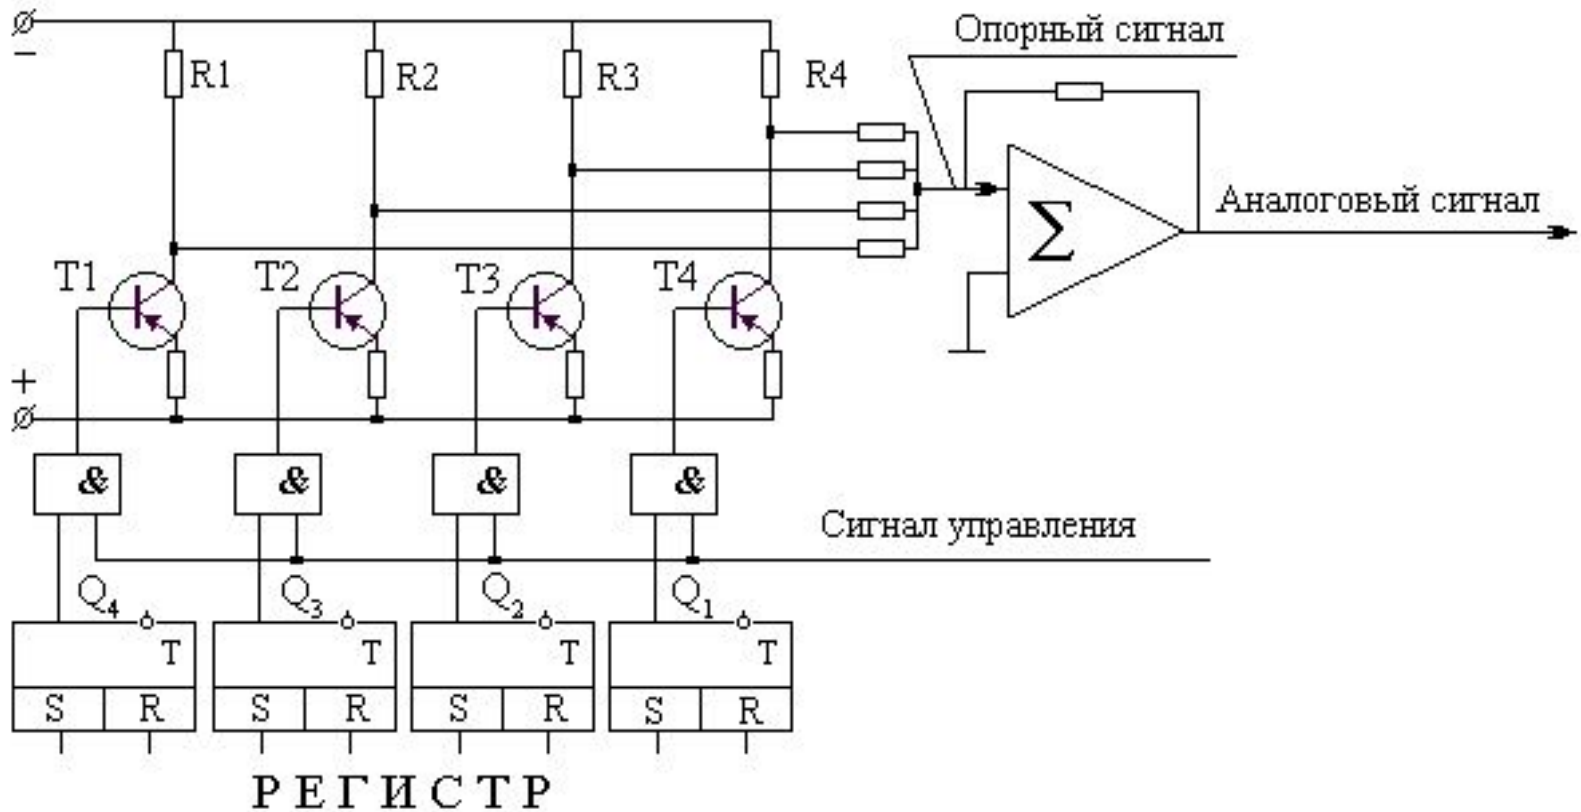 −
R1 R2 R3 R4
Опорный сигнал
Σ
Аналоговый сигнал
T1 T2 T3 T4
+
& & & &
Сигнал управления
Q4 Q3 Q2 Q1
T T T T
S R S R S R S R
РЕГИСТР